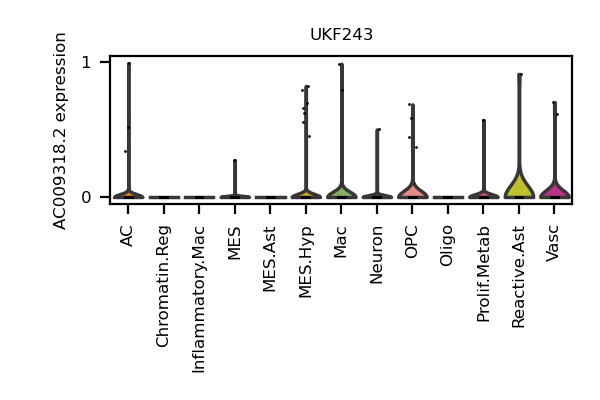 UKF243
AC009318.2 expression
1
0
AC
Chromatin.Reg
Inflammatory.Mac
MES
MES.Ast
MES.Hyp
Mac
Neuron
OPC
Oligo
Prolif.Metab
Reactive.Ast
Vasc